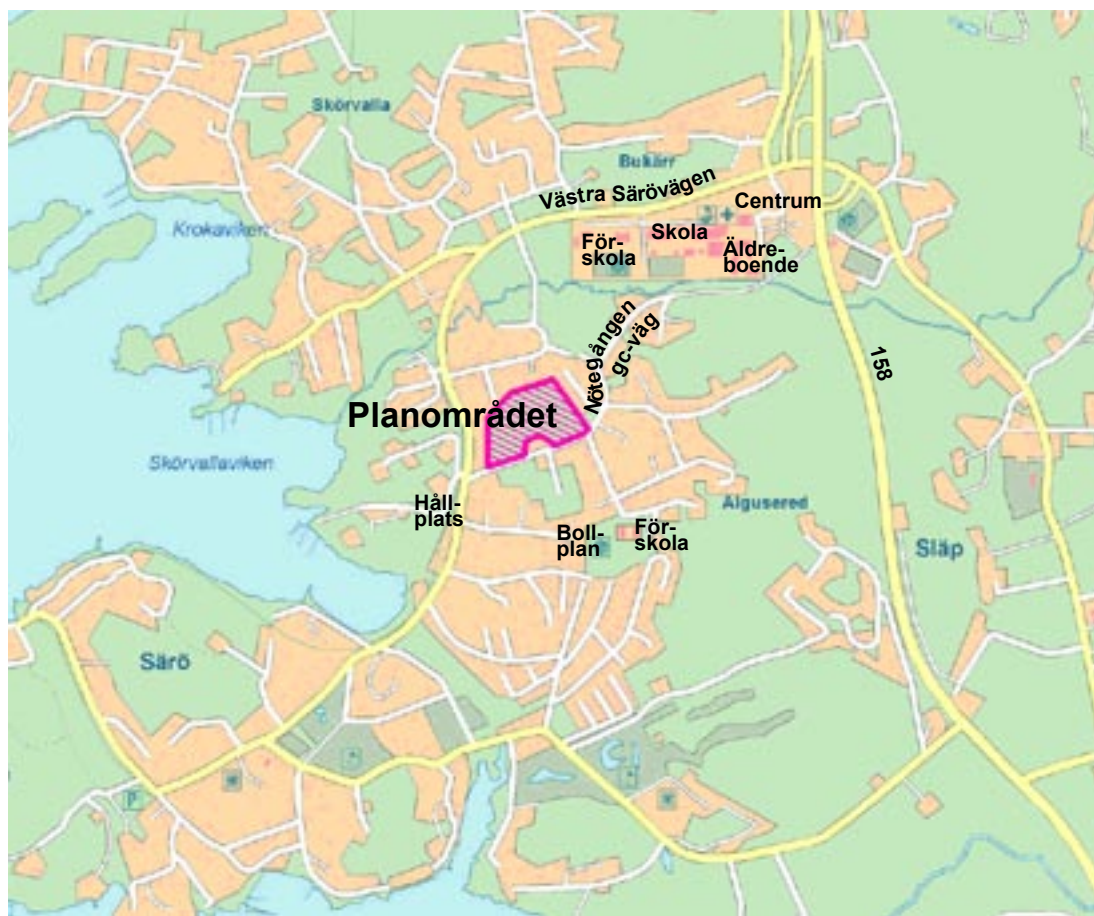 Skörvalla
Bukärr
Västra Särövägen
Centrum
Krokaviken
Skola
För-
skola
Äldre-
boende
Nötegången
gc-väg
158
Planområdet
Skörvallaviken
Håll-
plats
Algusered
Boll-
plan
För-
skola
Släp
Särö
P